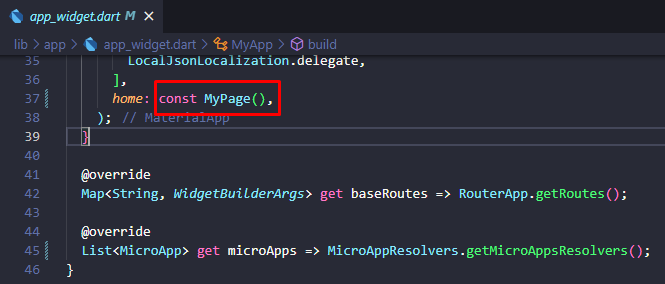 app_widget.dart M X
lib > app > app_widget.dart > MyApp > build
35 LocalJsonLocalization.delegate,
36 ],
37 home: const MyPage(),
38 ); // MaterialApp
39 }
40
41 @override
42 Map<String, WidgetBuilderArgs> get baseRoutes => RouterApp.getRoutes();
43
44 @override
45 List<MicroApp> get microApps => MicroAppResolvers.getMicroAppsResolvers();
46 }